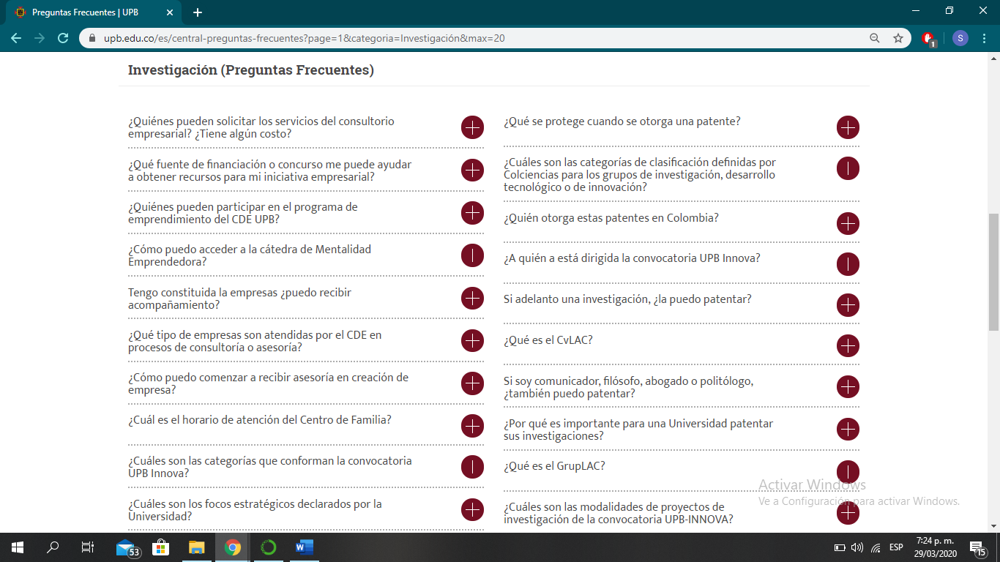 Preguntas Frecuentes | UPB
upb.edu.co/es/central-preguntas-frecuentes?page=1&categoria=Investigación&max=20
1
S
Investigación (Preguntas Frecuentes)
¿Quiénes pueden solicitar los servicios del consultorio
empresarial? ¿Tiene algún costo?
¿Qué fuente de financiación o concurso me puede ayudar
a obtener recursos para mi iniciativa empresarial?
¿Quiénes pueden participar en el programa de
emprendimiento del CDE UPB?
¿Cómo puedo acceder a la cátedra de Mentalidad
Emprendedora?
Tengo constituida la empresas ¿puedo recibir
acompañamiento?
¿Qué tipo de empresas son atendidas por el CDE en
procesos de consultoría o asesoría?
¿Cómo puedo comenzar a recibir asesoría en creación de
empresa?
¿Cuál es el horario de atención del Centro de Familia?
¿Cuáles son las categorías que conforman la convocatoria
UPB Innova?
¿Cuáles son los focos estratégicos declarados por la
Universidad?
¿Qué se protege cuando se otorga una patente?
¿Cuáles son las categorías de clasificación definidas por
Colciencias para los grupos de investigación, desarrollo
tecnológico o de innovación?
¿Quién otorga estas patentes en Colombia?
¿A quién a está dirigida la convocatoria UPB Innova?
Si adelanto una investigación, ¿la puedo patentar?
¿Qué es el CvLAC?
Si soy comunicador, filósofo, abogado o politólogo,
¿también puedo patentar?
¿Por qué es importante para una Universidad patentar
sus investigaciones?
¿Qué es el GrupLAC?
¿Cuáles son las modalidades de proyectos de
investigación de la convocatoria UPB-INNOVA?
Activar Windows
Ve a Configuración para activar Windows.
53
W
ESP
7:24 p. m.
29/03/2020
15